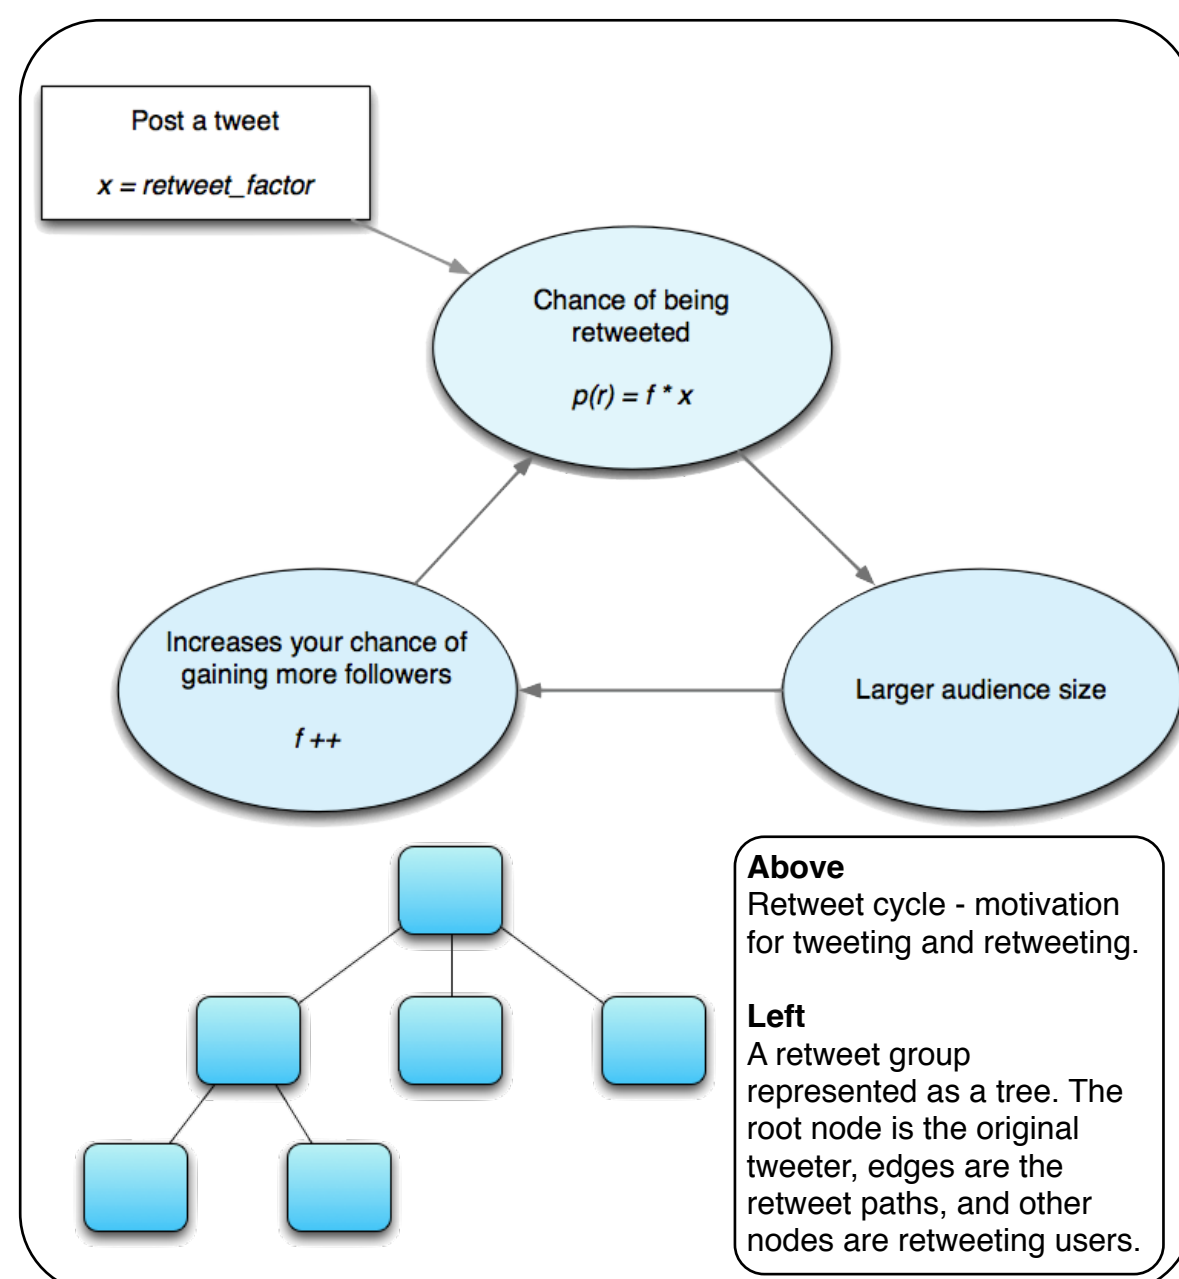 Post a tweet
x = retweet_factor
Chance of being
retweeted
p(r) = f * x
Increases your chance of
gaining more followers
f ++
Larger audience size
Above
Retweet cycle - motivation
for tweeting and retweeting.
Left
A retweet group
represented as a tree. The
root node is the original
tweeter, edges are the
retweet paths, and other
nodes are retweeting users.